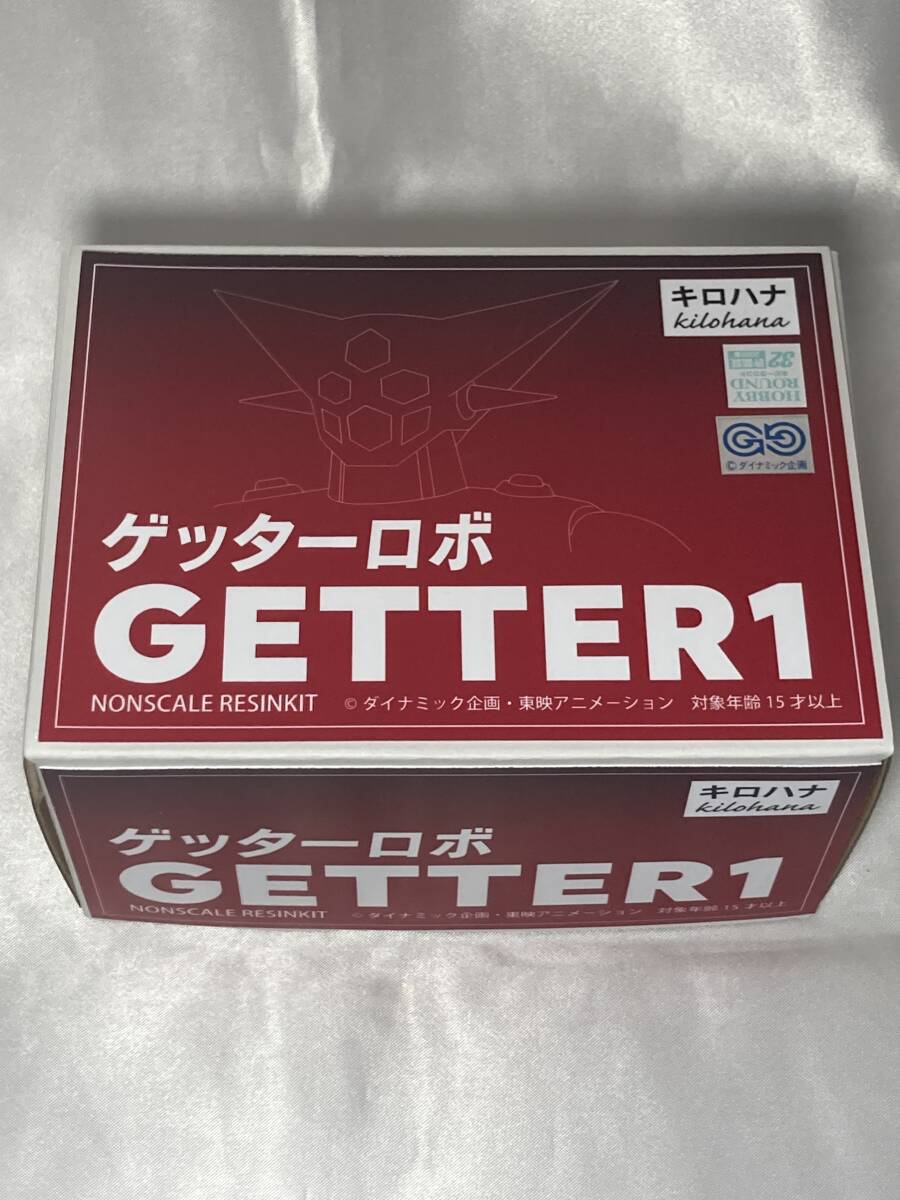 キロハナ
kilohana
HOBBY
ROUND
32
GG
© ダイナミック企画
ゲッターロボ
GETTER1
NONSCALE RESINKIT © ダイナミック企画・東映アニメーション 対象年齢 15 才以上
キロハナ
kilohana
ゲッターロボ
GETTER1
NONSCALE RESINKIT © ダイナミック企画・東映アニメーション 対象年齢 15 才以上